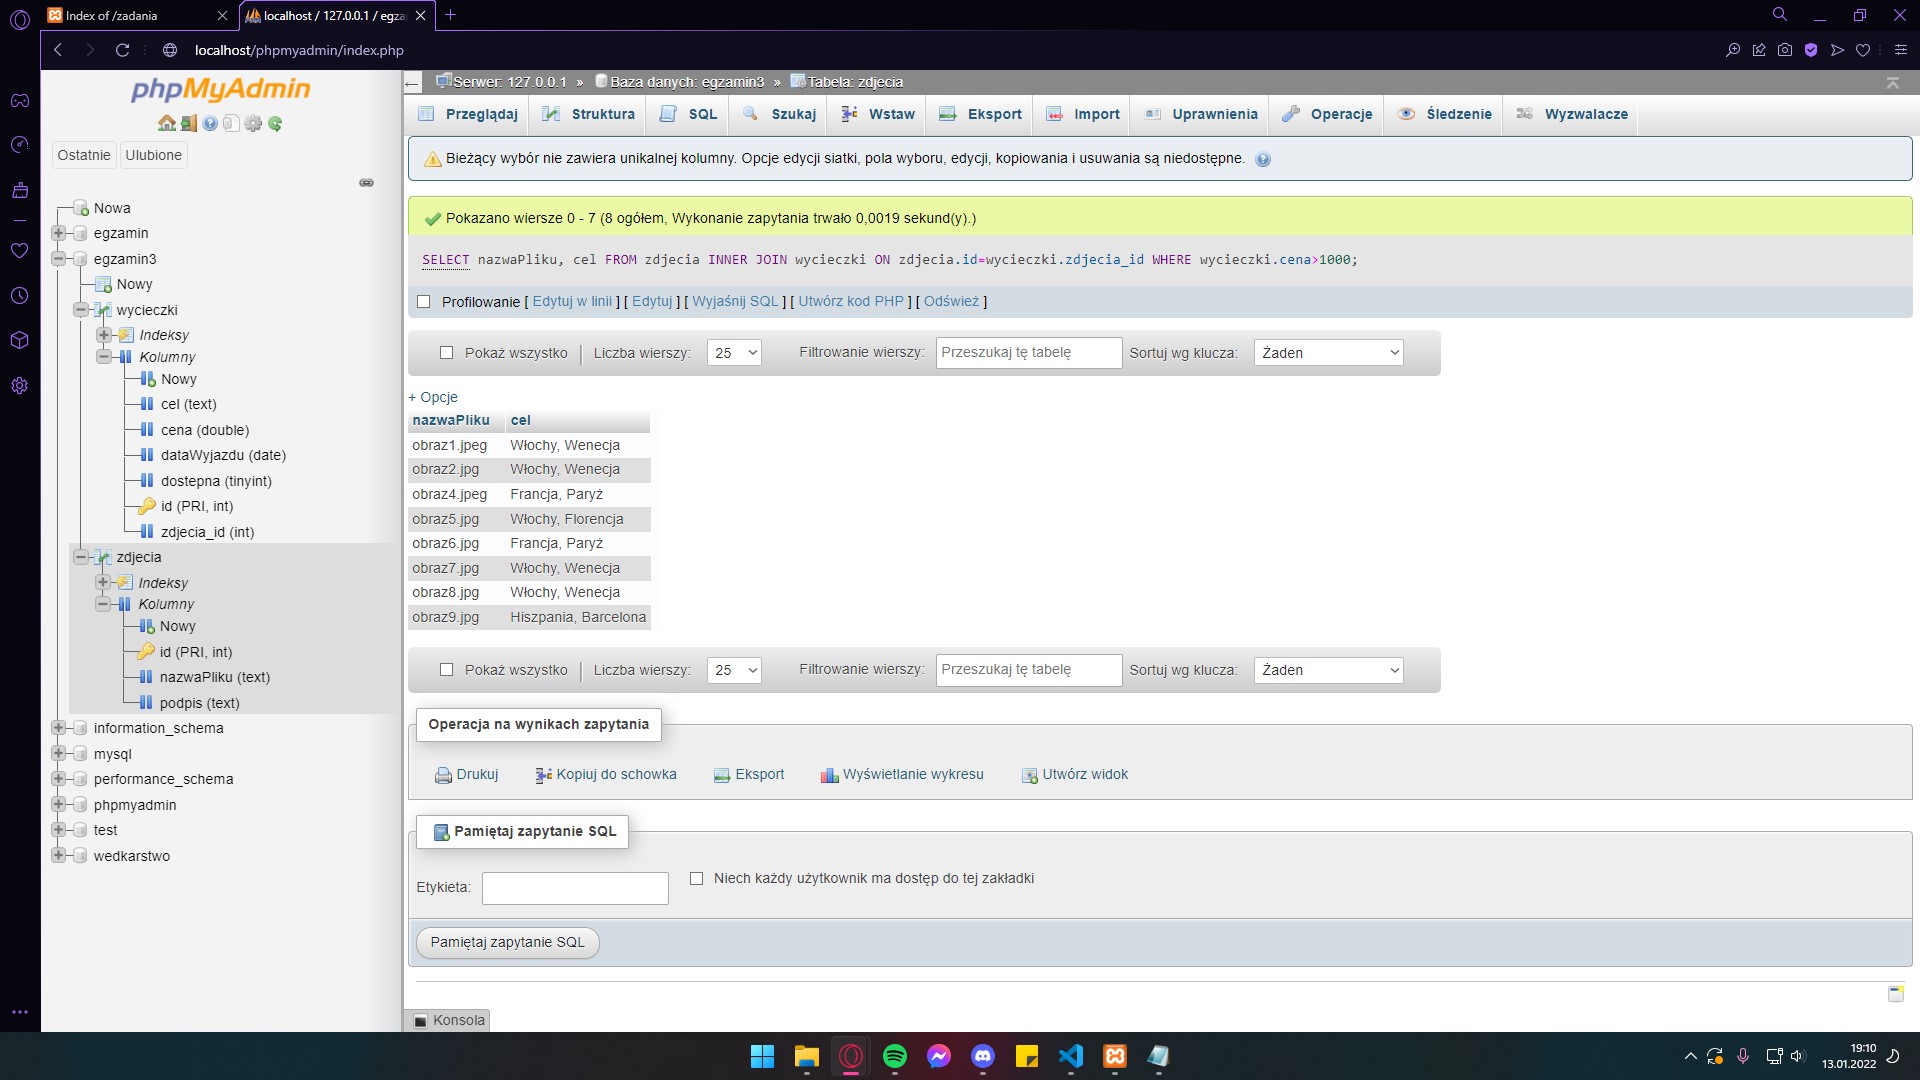 Index of /zadania
localhost / 127.0.0.1 / egza
localhost/phpmyadmin/index.php
phpMyAdmin
Ostatnie
Ulubione
Nowa
egzamin
egzamin3
Nowy
wycieczki
Indeksy
Kolumny
Nowy
cel (text)
cena (double)
dataWyjazdu (date)
dostepna (tinyint)
id (PRI, int)
zdjecia_id (int)
zdjecia
Indeksy
Kolumny
Nowy
id (PRI, int)
nazwaPliku (text)
podpis (text)
information_schema
mysql
performance_schema
phpmyadmin
test
wedkarstwo
Serwer: 127.0.0.1 » Baza danych: egzamin3 » Tabela: zdjecia
Przeglądaj Struktura SQL Szukaj Wstaw Eksport Import Uprawnienia Operacje Śledzenie Wyzwalacze
Bieżący wybór nie zawiera unikalnej kolumny. Opcje edycji siatki, pola wyboru, edycji, kopiowania i usuwania są niedostępne.
Pokazano wiersze 0 - 7 (8 ogółem, Wykonanie zapytania trwało 0,0019 sekund(y).)
SELECT nazwaPliku, cel FROM zdjecia INNER JOIN wycieczki ON zdjecia.id=wycieczki.zdjecia_id WHERE wycieczki.cena>1000;
Profilowanie [ Edytuj w linii ] [ Edytuj ] [ Wyjaśnij SQL ] [ Utwórz kod PHP ] [ Odśwież ]
Pokaż wszystko | Liczba wierszy: 25 Filtrowanie wierszy: Przeszukaj tę tabelę Sortuj wg klucza: Żaden
+ Opcje
nazwaPliku cel
obraz1.jpeg Włochy, Wenecja
obraz2.jpg Włochy, Wenecja
obraz4.jpeg Francja, Paryż
obraz5.jpg Włochy, Florencja
obraz6.jpg Francja, Paryż
obraz7.jpg Włochy, Wenecja
obraz8.jpg Włochy, Wenecja
obraz9.jpg Hiszpania, Barcelona
Pokaż wszystko | Liczba wierszy: 25 Filtrowanie wierszy: Przeszukaj tę tabelę Sortuj wg klucza: Żaden
Operacja na wynikach zapytania
Drukuj Kopiuj do schowka Eksport Wyświetlanie wykresu Utwórz widok
Pamiętaj zapytanie SQL
Etykieta: Niech każdy użytkownik ma dostęp do tej zakładki
Pamiętaj zapytanie SQL
Konsola
19:10
13.01.2022